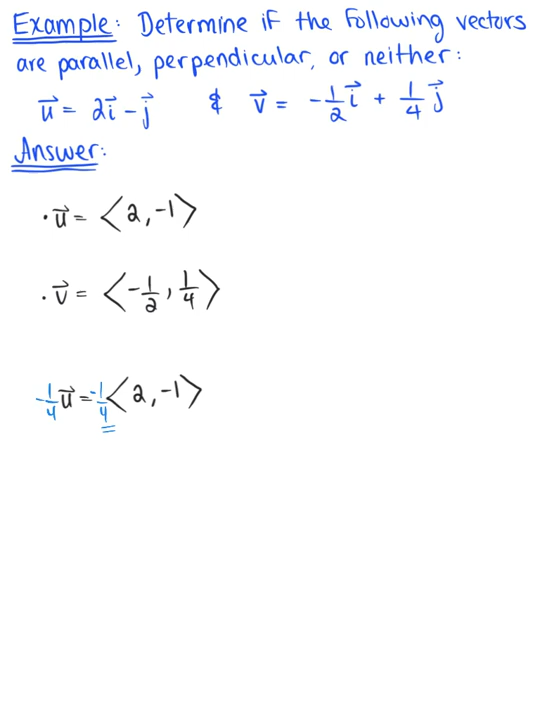 Example: Determine if the following vectors
are parallel, perpendicular, or neither:
u⃗ = 2i⃗ - j⃗ & v⃗ = -1/2 i⃗ + 1/4 j⃗
Answer:
· u⃗ = ⟨2, -1⟩
· v⃗ = ⟨-1/2, 1/4⟩
-1/4 u⃗ = -1/4 ⟨2, -1⟩